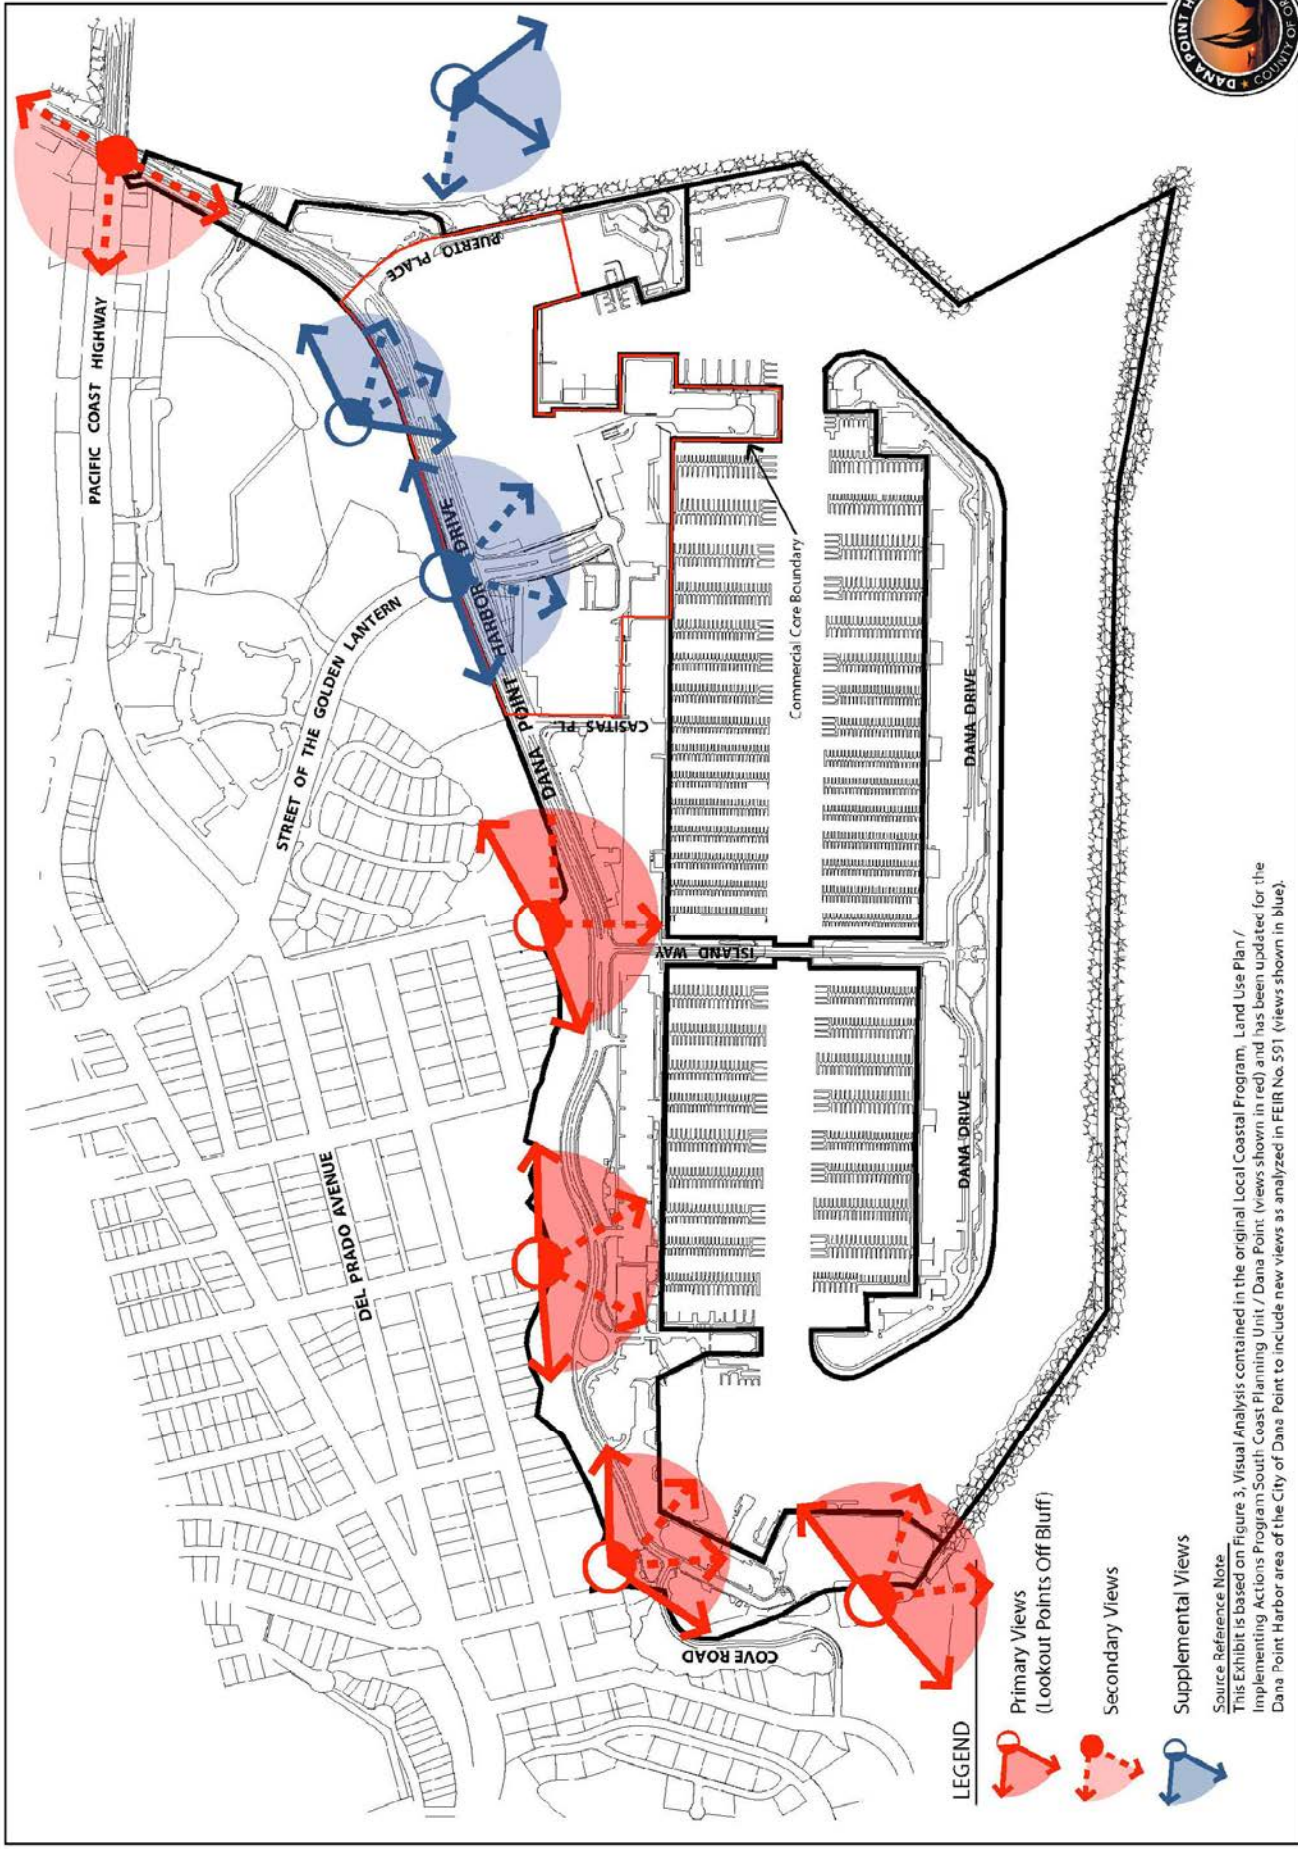 PACIFIC COAST HIGHWAY
PUERTO PLACE
STREET OF THE GOLDEN LANTERN
DANA POINT HARBOR DRIVE
CASITAS PL.
Commercial Core Boundary
DEL PRADO AVENUE
ISLAND WAY
DANA DRIVE
DANA DRIVE
COVE ROAD
DANA POINT H
COUNTY OF OR
LEGEND
Primary Views
(Lookout Points Off Bluff)
Secondary Views
Supplemental Views
Source Reference Note
This Exhibit is based on Figure 3, Visual Analysis contained in the original Local Coastal Program, Land Use Plan /
Implementing Actions Program South Coast Planning Unit / Dana Point (views shown in red) and has been updated for the
Dana Point Harbor area of the City of Dana Point to include new views as analyzed in FEIR No. 591 (views shown in blue).